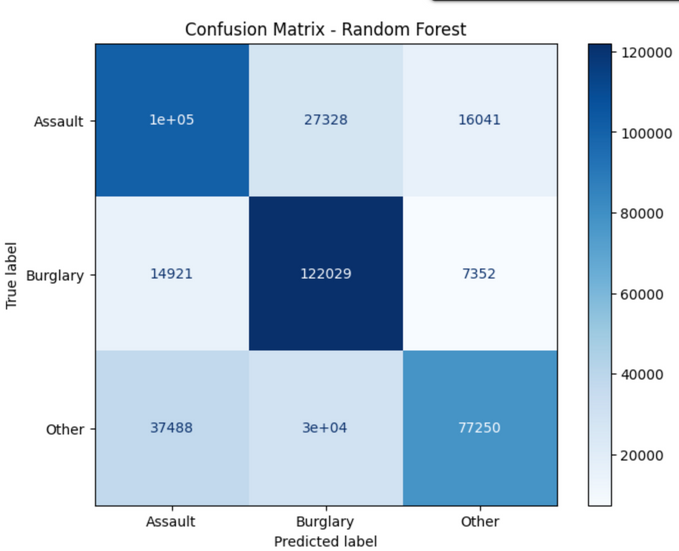 Confusion Matrix - Random Forest
Assault 1e+05 27328 16041
Burglary 14921 122029 7352
Other 37488 3e+04 77250
Assault Burglary Other
Predicted label
True label
120000
100000
80000
60000
40000
20000